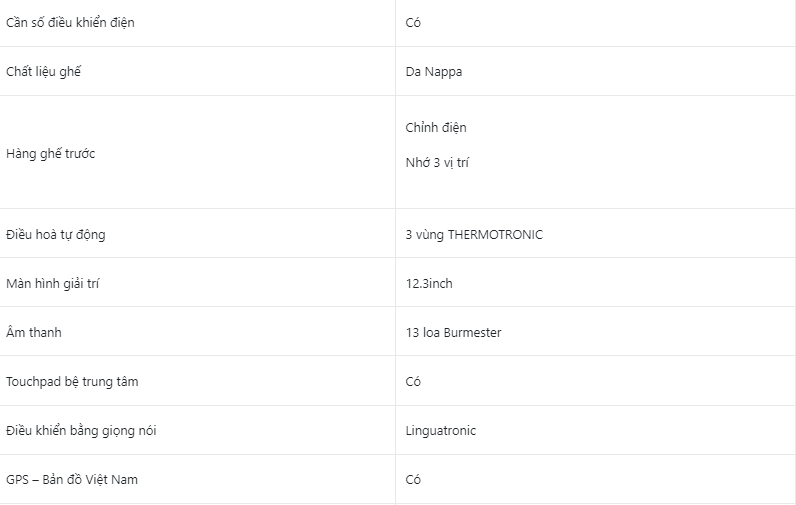 Cần số điều khiển điện
Có
Chất liệu ghế
Da Nappa
Hàng ghế trước
Chỉnh điện
Nhớ 3 vị trí
Điều hoà tự động
3 vùng THERMOTRONIC
Màn hình giải trí
12.3inch
Âm thanh
13 loa Burmester
Touchpad bệ trung tâm
Có
Điều khiển bằng giọng nói
Linguatronic
GPS – Bản đồ Việt Nam
Có